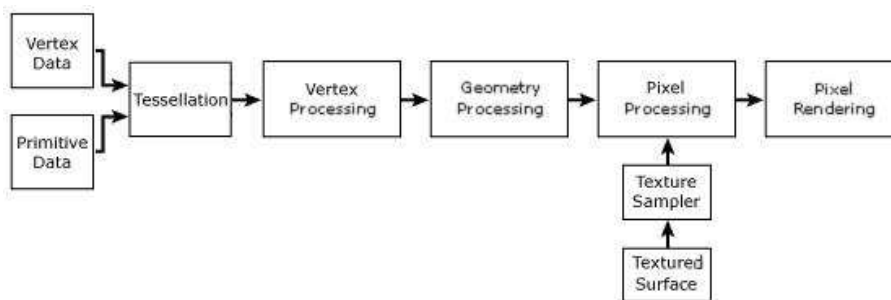 Vertex
Data
Primitive
Data
Tessellation
Vertex
Processing
Geometry
Processing
Pixel
Processing
Pixel
Rendering
Texture
Sampler
Textured
Surface